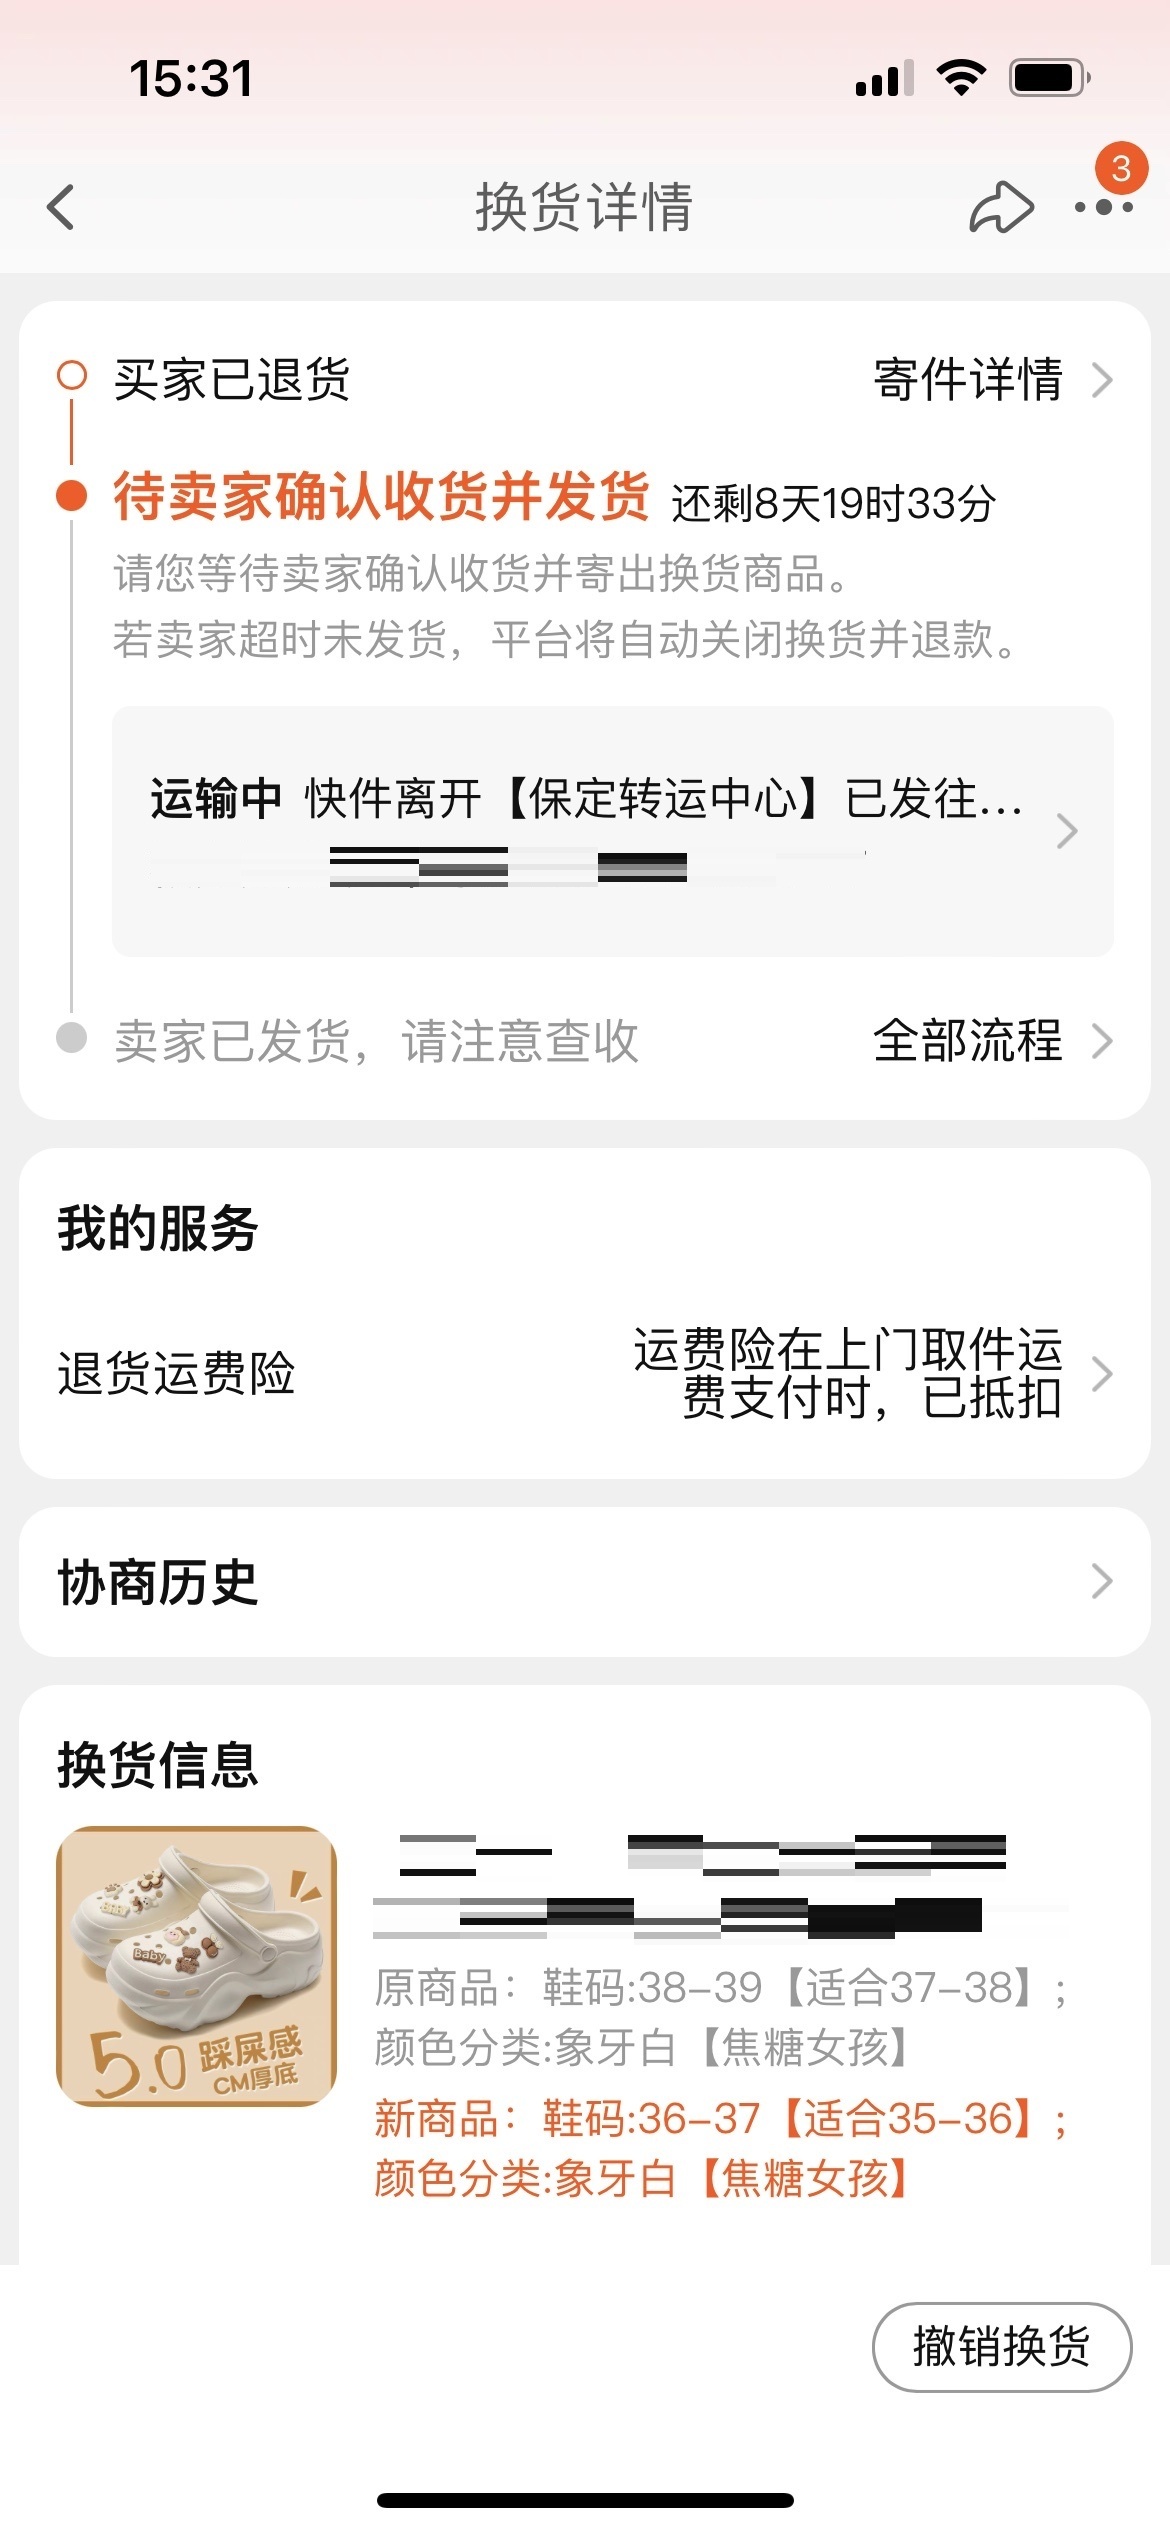 15:31
换货详情
3
买家已退货
寄件详情
待卖家确认收货并发货 还剩8天19时33分
请您等待卖家确认收货并寄出换货商品。
若卖家超时未发货，平台将自动关闭换货并退款。
运输中 快件离开【保定转运中心】已发往...
卖家已发货，请注意查收
全部流程
我的服务
退货运费险
运费险在上门取件运
费支付时，已抵扣
协商历史
换货信息
Baby
5.0 踩屎感
CM厚底
原商品：鞋码:38-39【适合37-38】;
颜色分类:象牙白【焦糖女孩】
新商品：鞋码:36-37【适合35-36】;
颜色分类:象牙白【焦糖女孩】
撤销换货